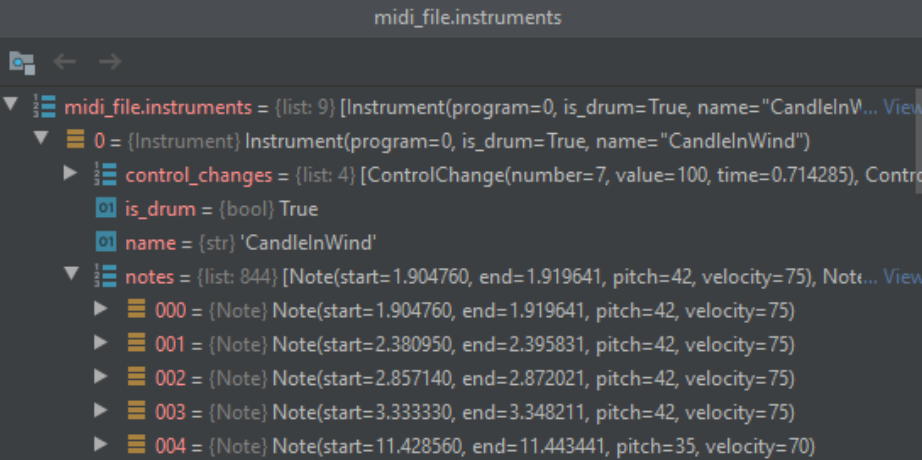 midi_file.instruments
midi_file.instruments = {list: 9} [Instrument(program=0, is_drum=True, name="CandleInW... View
0 = {Instrument} Instrument(program=0, is_drum=True, name="CandleInWind")
control_changes = {list: 4} [ControlChange(number=7, value=100, time=0.714285), Contro
01 is_drum = {bool} True
01 name = {str} 'CandleInWind'
notes = {list: 844} [Note(start=1.904760, end=1.919641, pitch=42, velocity=75), Note... View
000 = {Note} Note(start=1.904760, end=1.919641, pitch=42, velocity=75)
001 = {Note} Note(start=2.380950, end=2.395831, pitch=42, velocity=75)
002 = {Note} Note(start=2.857140, end=2.872021, pitch=42, velocity=75)
003 = {Note} Note(start=3.333330, end=3.348211, pitch=42, velocity=75)
004 = {Note} Note(start=11.428560, end=11.443441, pitch=35, velocity=70)